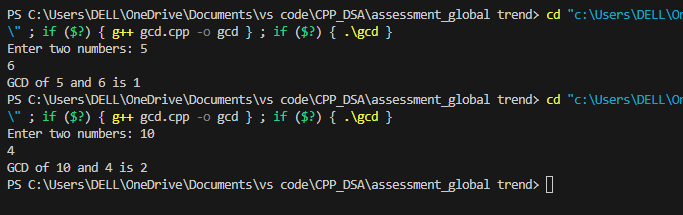 PS C:\Users\DELL\OneDrive\Documents\vs code\CPP_DSA\assessment_global trend> cd "c:\Users\DELL\On
\" ; if ($?) { g++ gcd.cpp -o gcd } ; if ($?) { .\gcd }
Enter two numbers: 5
6
GCD of 5 and 6 is 1
PS C:\Users\DELL\OneDrive\Documents\vs code\CPP_DSA\assessment_global trend> cd "c:\Users\DELL\On
\" ; if ($?) { g++ gcd.cpp -o gcd } ; if ($?) { .\gcd }
Enter two numbers: 10
4
GCD of 10 and 4 is 2
PS C:\Users\DELL\OneDrive\Documents\vs code\CPP_DSA\assessment_global trend>